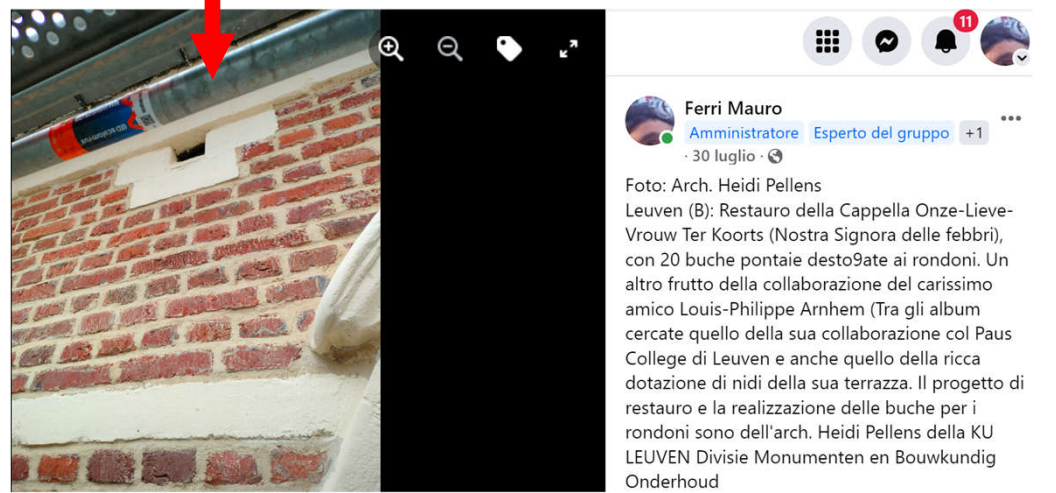 11
Ferri Mauro
Amministratore Esperto del gruppo +1
· 30 luglio ·
Foto: Arch. Heidi Pellens
Leuven (B): Restauro della Cappella Onze-Lieve-
Vrouw Ter Koorts (Nostra Signora delle febbri),
con 20 buche pontaie desto9ate ai rondoni. Un
altro frutto della collaborazione del carissimo
amico Louis-Philippe Arnhem (Tra gli album
cercate quello della sua collaborazione col Paus
College di Leuven e anche quello della ricca
dotazione di nidi della sua terrazza. Il progetto di
restauro e la realizzazione delle buche per i
rondoni sono dell'arch. Heidi Pellens della KU
LEUVEN Divisie Monumenten en Bouwkundig
Onderhoud